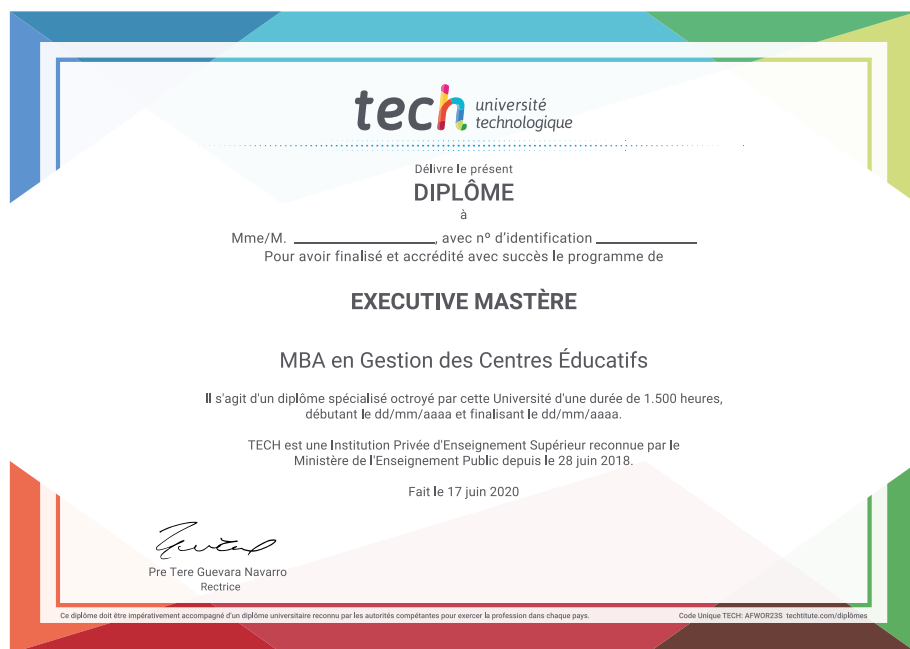 tech université
technologique
Délivre le présent
DIPLÔME
à
Mme/M. ____________________, avec nº d'identification ______________
Pour avoir finalisé et accrédité avec succès le programme de
EXECUTIVE MASTÈRE
MBA en Gestion des Centres Éducatifs
Il s'agit d'un diplôme spécialisé octroyé par cette Université d'une durée de 1.500 heures,
débutant le dd/mm/aaaa et finalisant le dd/mm/aaaa.
TECH est une Institution Privée d'Enseignement Supérieur reconnue par le
Ministère de l'Enseignement Public depuis le 28 juin 2018.
Fait le 17 juin 2020
Pre Tere Guevara Navarro
Rectrice
Ce diplôme doit être impérativement accompagné d'un diplôme universitaire reconnu par les autorités compétantes pour exercer la profession dans chaque pays.
Code Unique TECH: AFWOR23S techtitute.com/diplômes